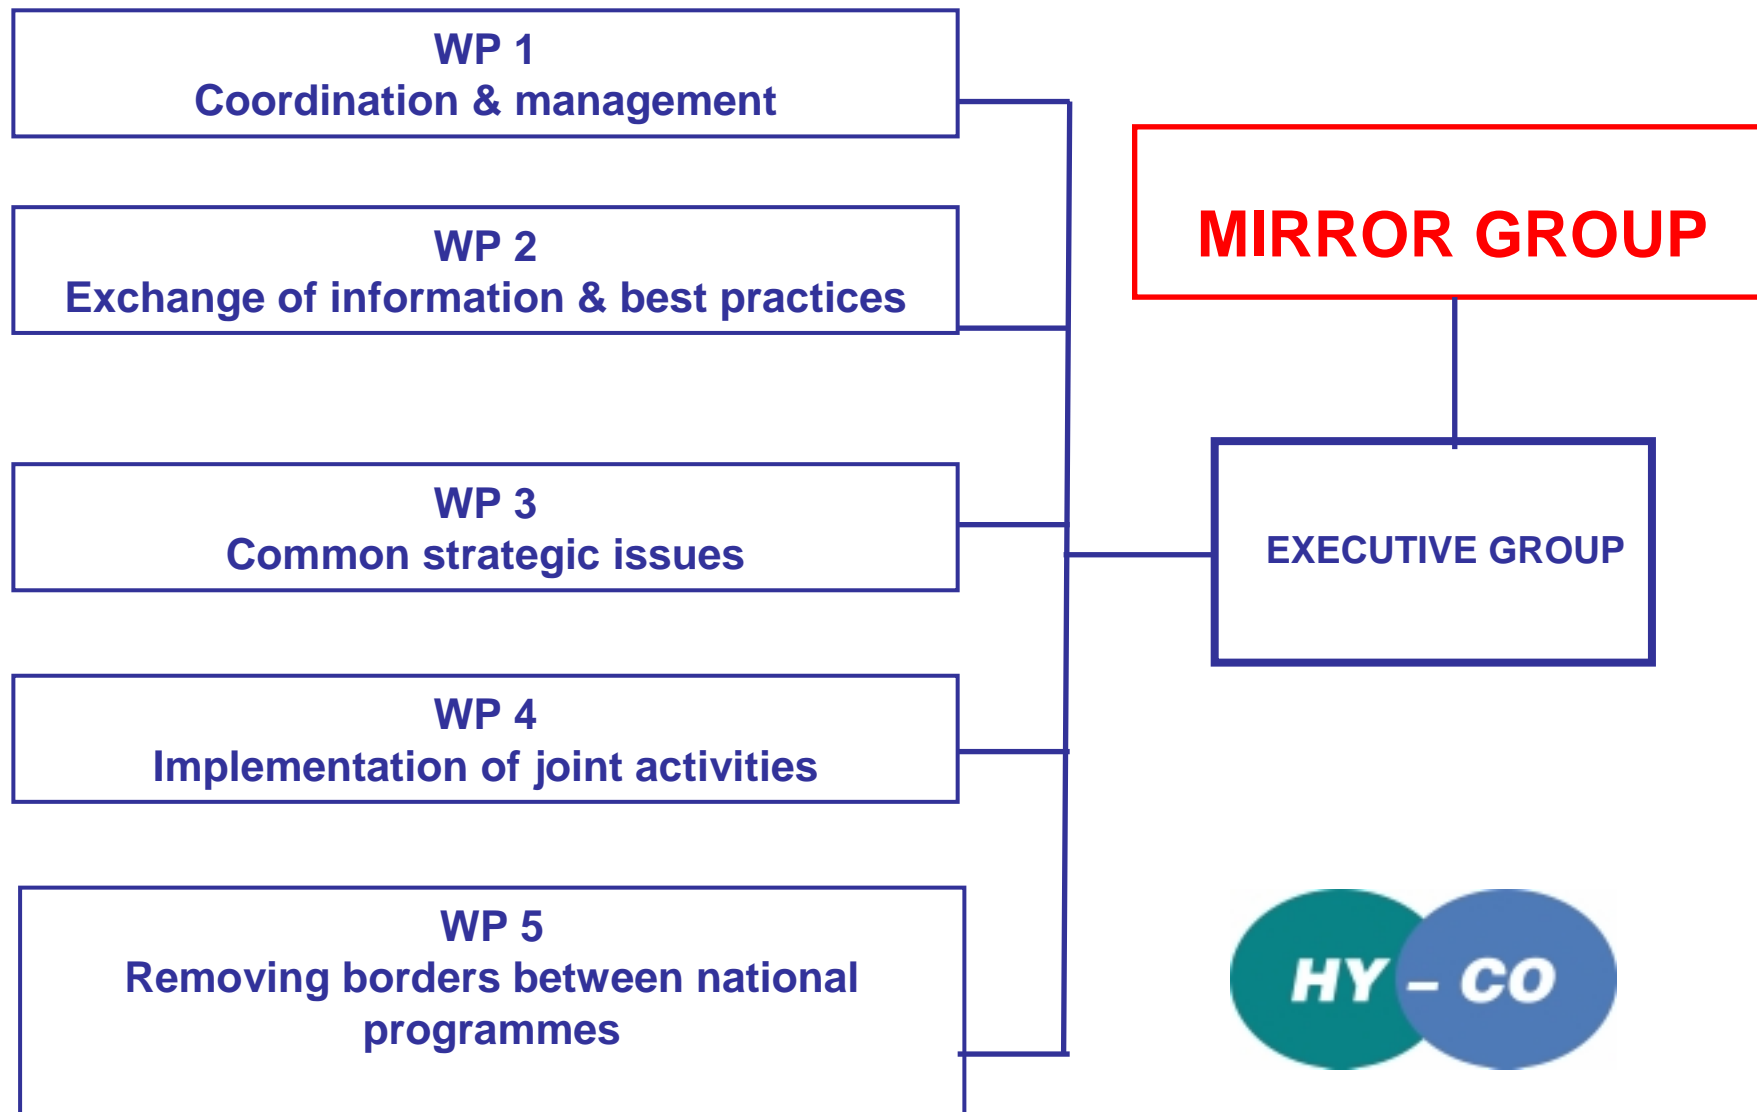 WP 1
Coordination & management
WP 2
Exchange of information & best practices
WP 3
Common strategic issues
WP 4
Implementation of joint activities
WP 5
Removing borders between national
programmes
MIRROR GROUP
EXECUTIVE GROUP
HY – CO